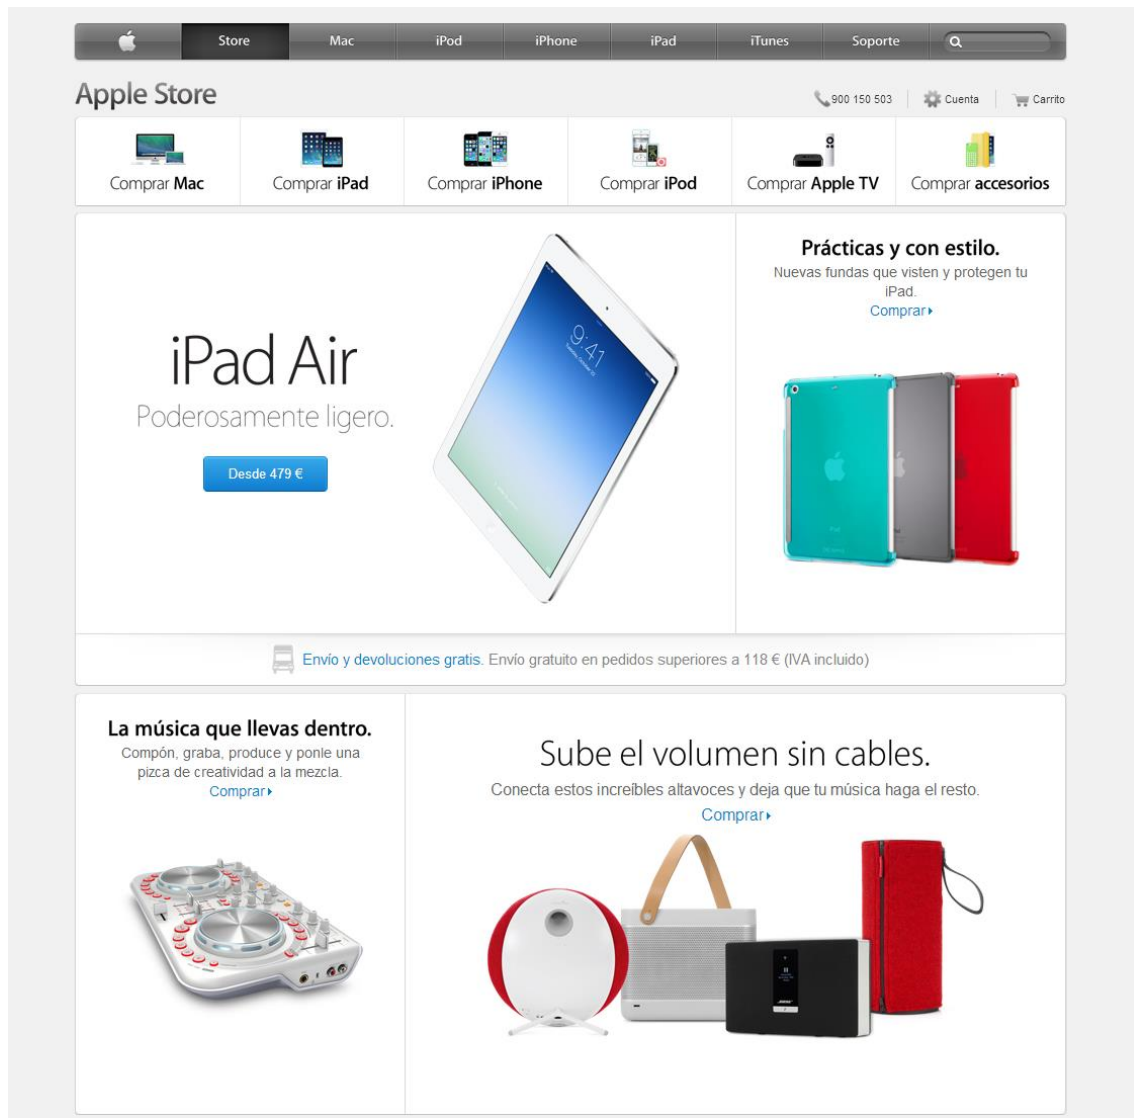 Store
Mac
iPod
iPhone
iPad
iTunes
Soporte
Apple Store
900 150 503
Cuenta
Carrito
Comprar Mac
Comprar iPad
Comprar iPhone
Comprar iPod
Comprar Apple TV
Comprar accesorios
iPad Air
Poderosamente ligero.
Desde 479 €
9:41
Prácticas y con estilo.
Nuevas fundas que visten y protegen tu
iPad.
Comprar
iPad
Envío y devoluciones gratis. Envío gratuito en pedidos superiores a 118 € (IVA incluido)
La música que llevas dentro.
Compón, graba, produce y ponle una
pizca de creatividad a la mezcla.
Comprar
Sube el volumen sin cables.
Conecta estos increíbles altavoces y deja que tu música haga el resto.
Comprar
BOSE